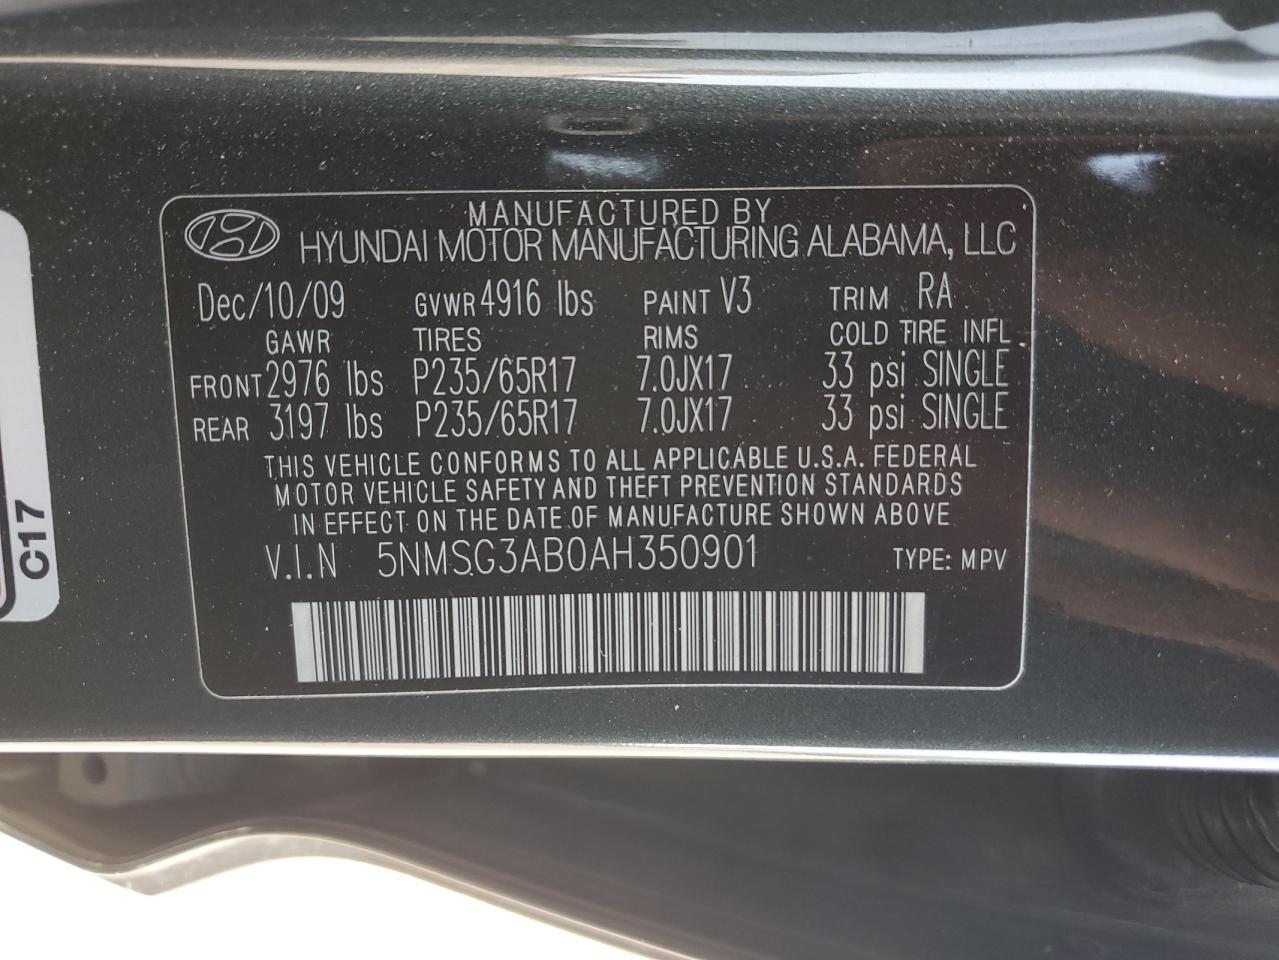 MANUFACTURED BY
HYUNDAI MOTOR MANUFACTURING ALABAMA, LLC
Dec/10/09 GVWR 4916 lbs PAINT V3 TRIM RA
GAWR TIRES RIMS COLD TIRE INFL
FRONT 2976 lbs P235/65R17 7.0JX17 33 psi SINGLE
REAR 3197 lbs P235/65R17 7.0JX17 33 psi SINGLE
THIS VEHICLE CONFORMS TO ALL APPLICABLE U.S.A. FEDERAL
MOTOR VEHICLE SAFETY AND THEFT PREVENTION STANDARDS
IN EFFECT ON THE DATE OF MANUFACTURE SHOWN ABOVE
V.I.N 5NMSG3AB0AH350901 TYPE: MPV
C17